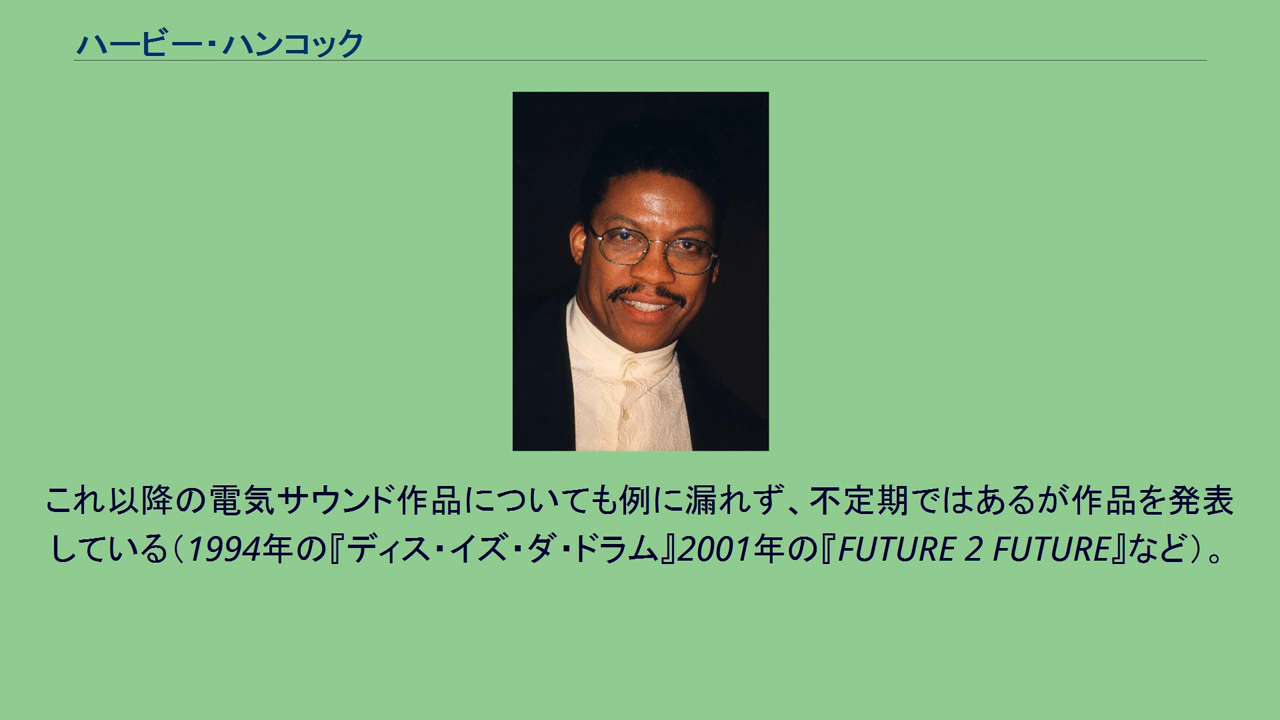 ハービー・ハンコック
これ以降の電気サウンド作品についても例に漏れず、不定期ではあるが作品を発表
している（1994年の『ディス・イズ・ダ・ドラム』2001年の『FUTURE 2 FUTURE』など）。